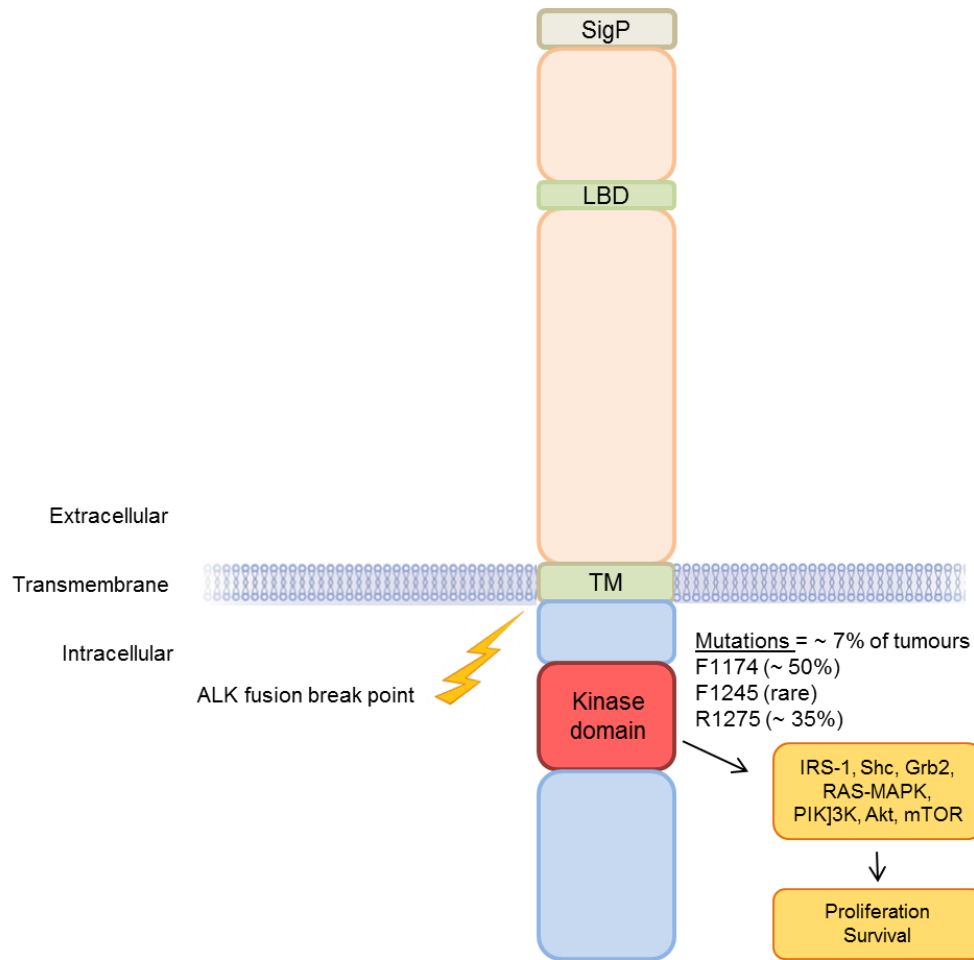 SigP
LBD
Extracellular
Transmembrane
TM
Intracellular
ALK fusion break point
Mutations = ~ 7% of tumours
F1174 (~ 50%)
F1245 (rare)
R1275 (~ 35%)
Kinase
domain
IRS-1, Shc, Grb2,
RAS-MAPK,
PIK]3K, Akt, mTOR
Proliferation
Survival